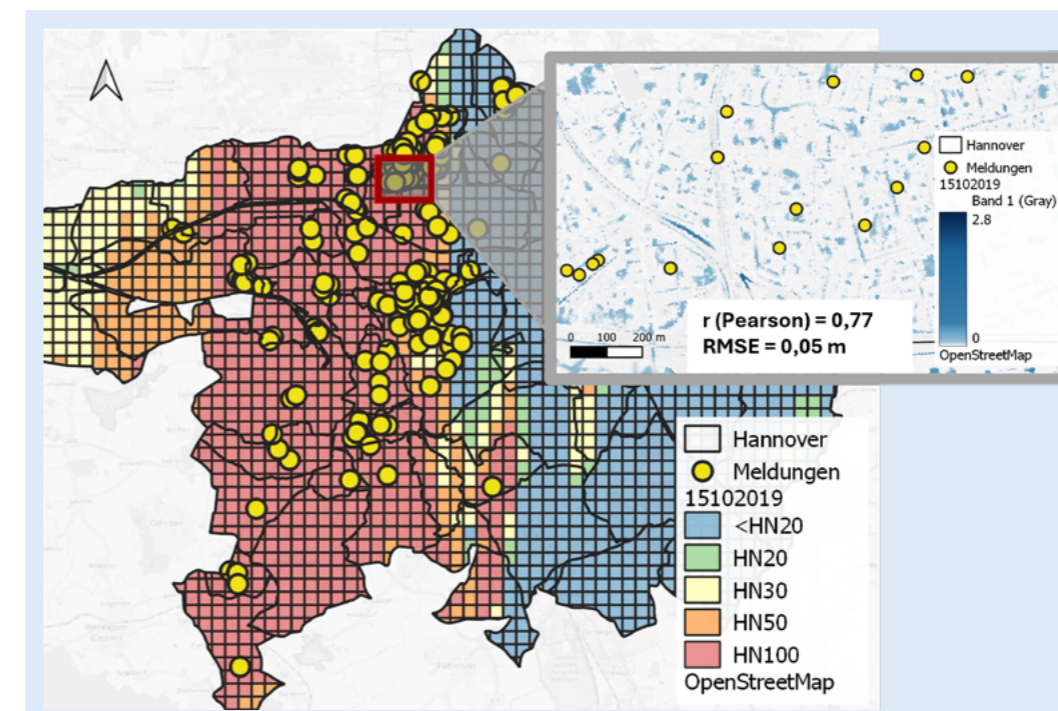 Hannover
Meldungen
15102019
Band 1 (Gray)
2.8
0
OpenStreetMap
r (Pearson) = 0,77
RMSE = 0,05 m
0 100 200 m
Hannover
Meldungen
15102019
<HN20
HN20
HN30
HN50
HN100
OpenStreetMap